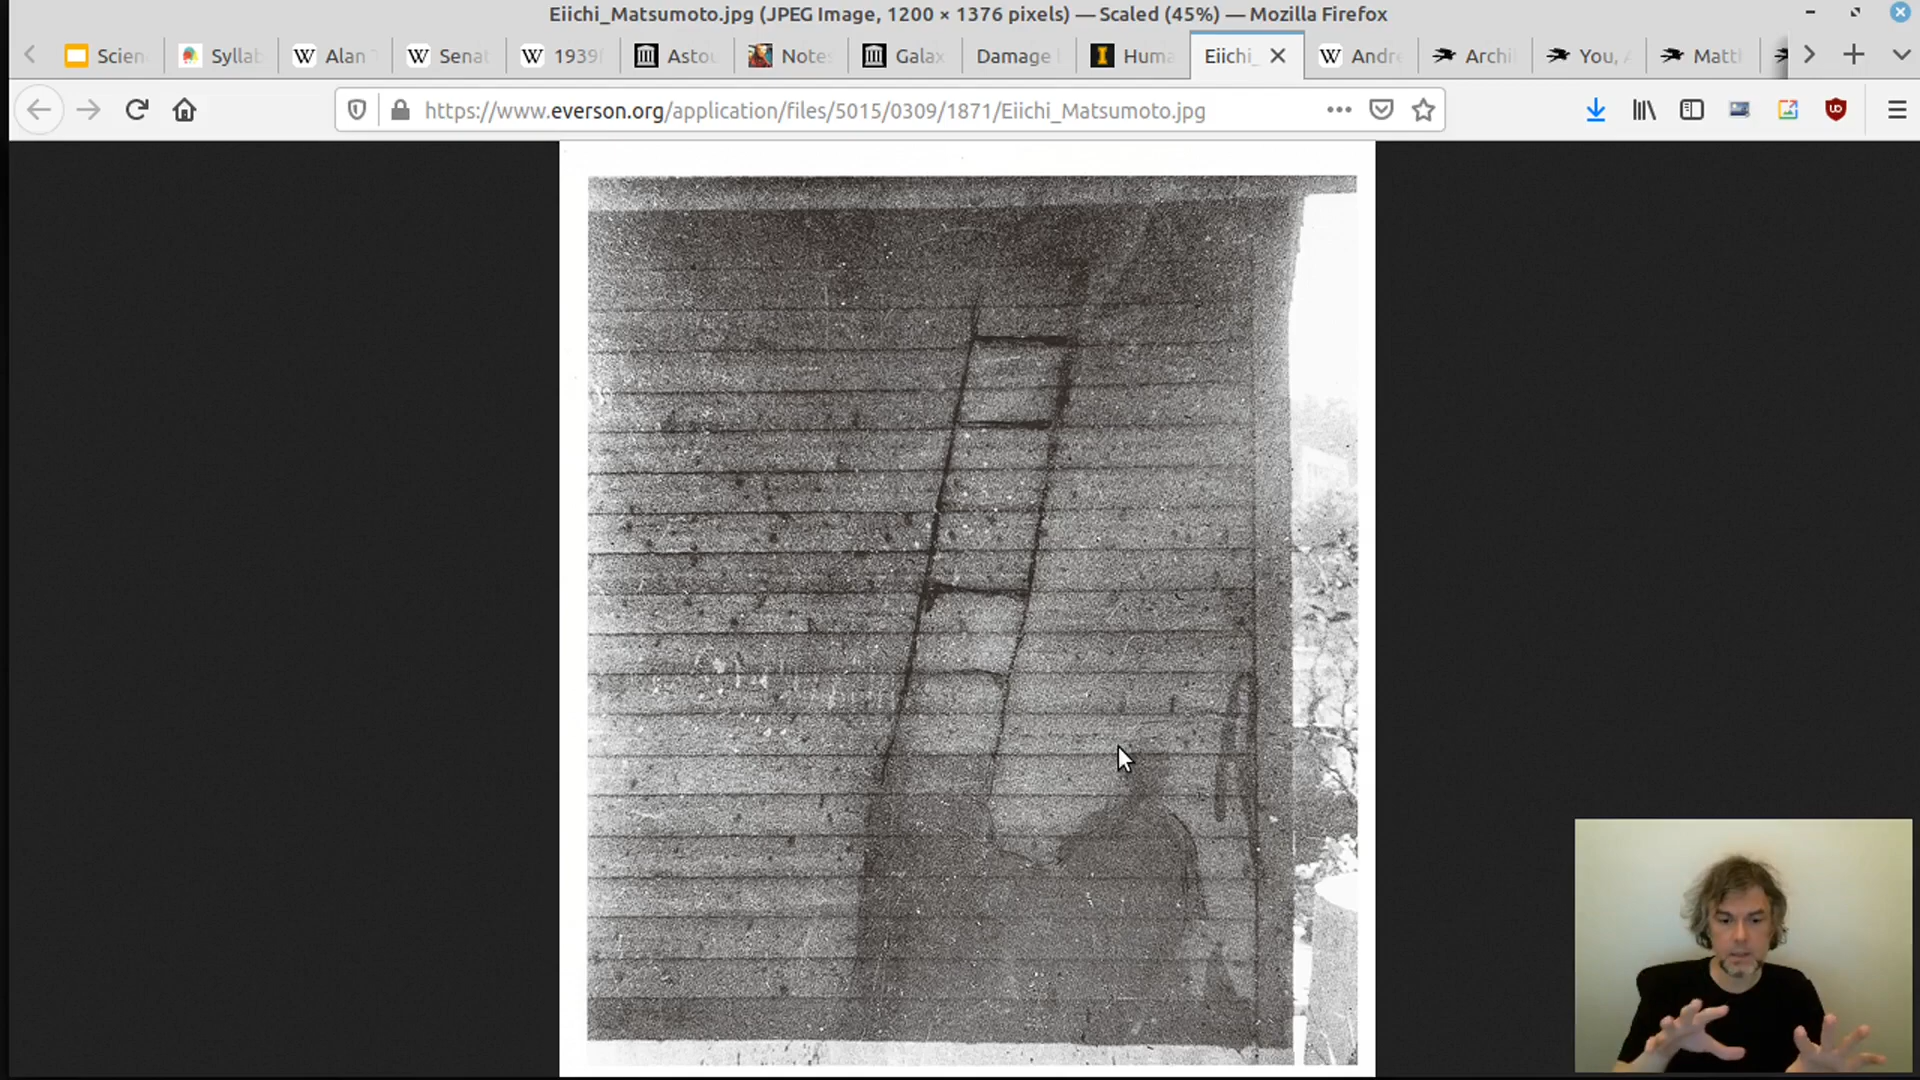 Eiichi_Matsumoto.jpg (JPEG Image, 1200 × 1376 pixels) — Scaled (45%) — Mozilla Firefox
Scien Syllab Alan Senat 1939 Astou Notes Galax Damage Huma Eiichi_ Andre Archi You, Matt
https://www.everson.org/application/files/5015/0309/1871/Eiichi_Matsumoto.jpg